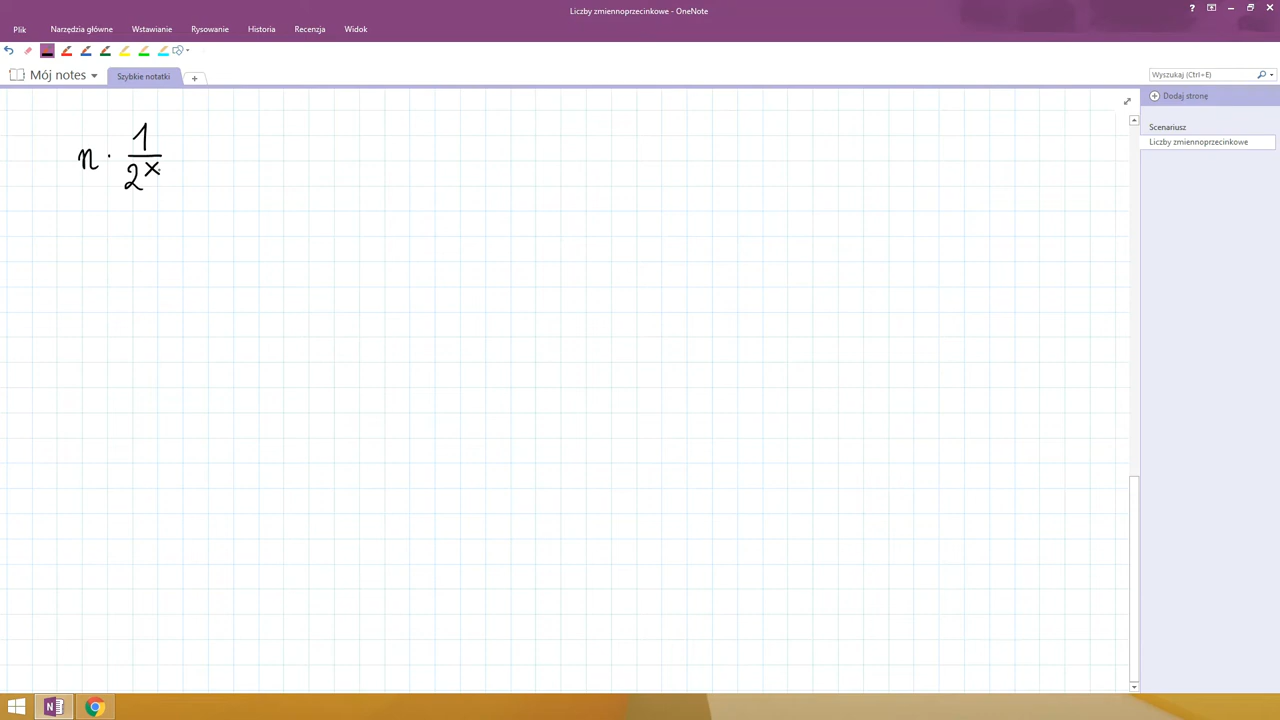 Liczby zmiennoprzecinkowe - OneNote
Plik Narzędzia główne Wstawianie Rysowanie Historia Recenzja Widok
Mój notes Szybkie notatki Wyszukaj (Ctrl+E)
Dodaj stronę
Scenariusz
Liczby zmiennoprzecinkowe
n · 1
2^x